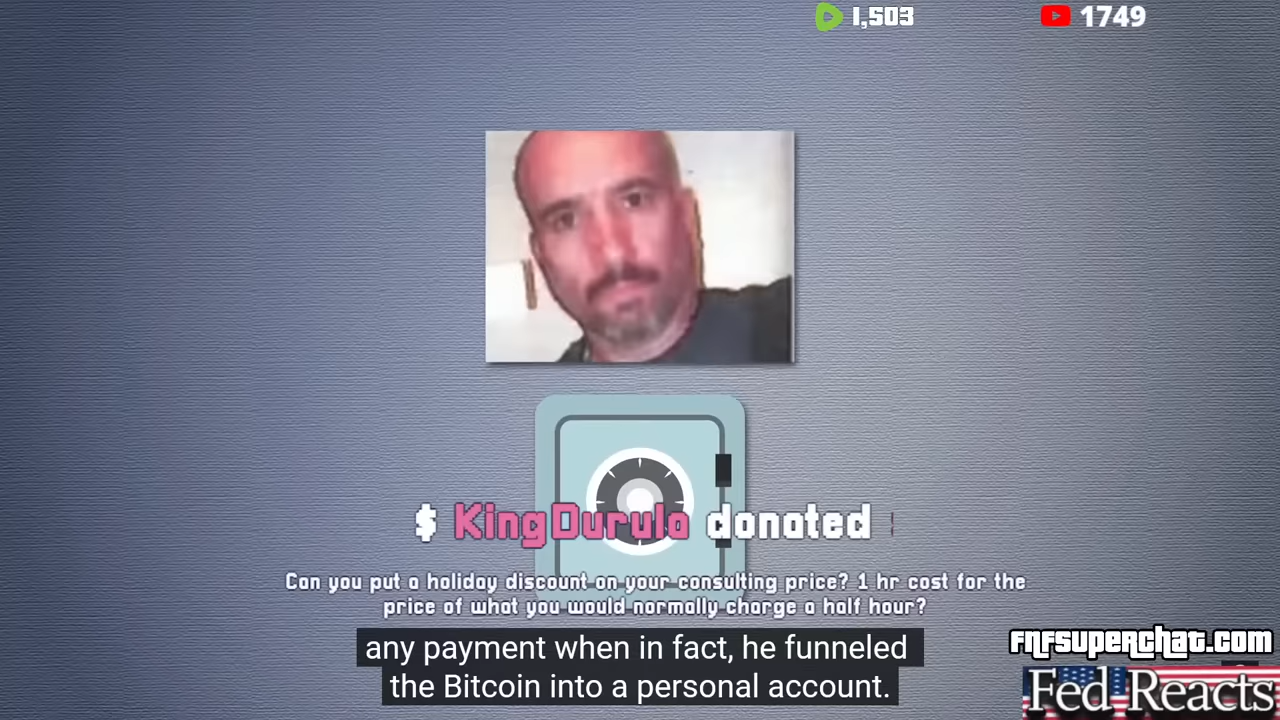 1,503
1749
$ KingDurula donated
Can you put a holiday discount on your consulting price? 1 hr cost for the
price of what you would normally charge a half hour?
any payment when in fact, he funneled
the Bitcoin into a personal account.
FNFSUPERCHAT.COM
Fed Reacts